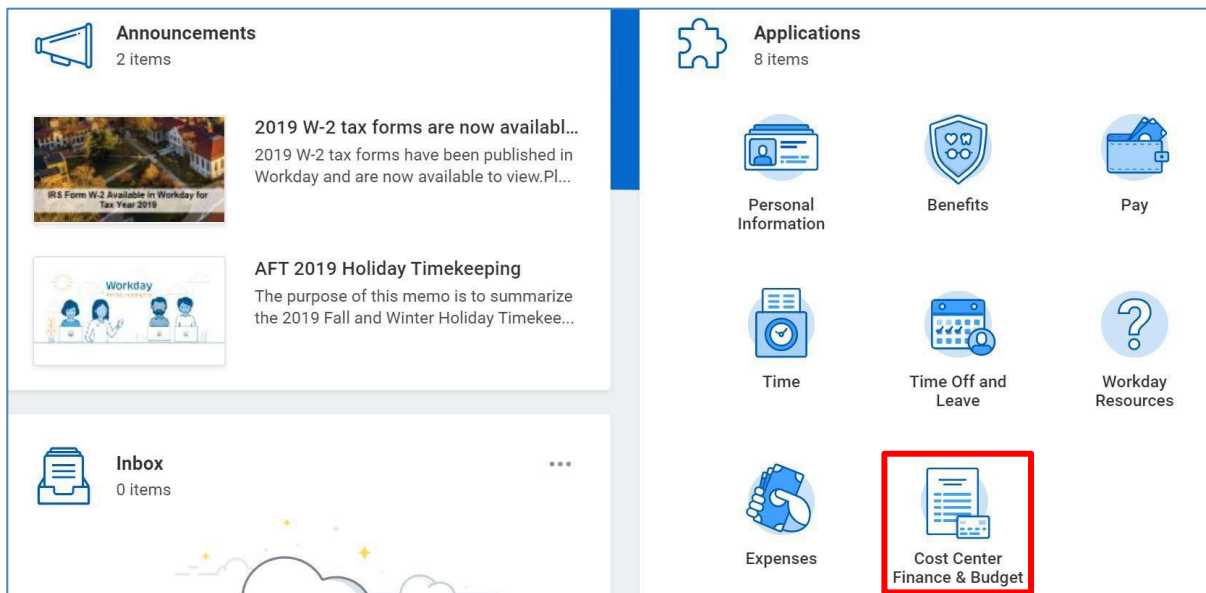 Announcements
2 items
IRS Form W-2 Available in Workday for
Tax Year 2019
2019 W-2 tax forms are now availabl...
2019 W-2 tax forms have been published in
Workday and are now available to view.Pl...
Workday
AFT 2019 Holiday Timekeeping
The purpose of this memo is to summarize
the 2019 Fall and Winter Holiday Timekee...
Inbox
0 items
Applications
8 items
Personal
Information
Benefits
Pay
Time
Time Off and
Leave
Workday
Resources
Expenses
Cost Center
Finance & Budget